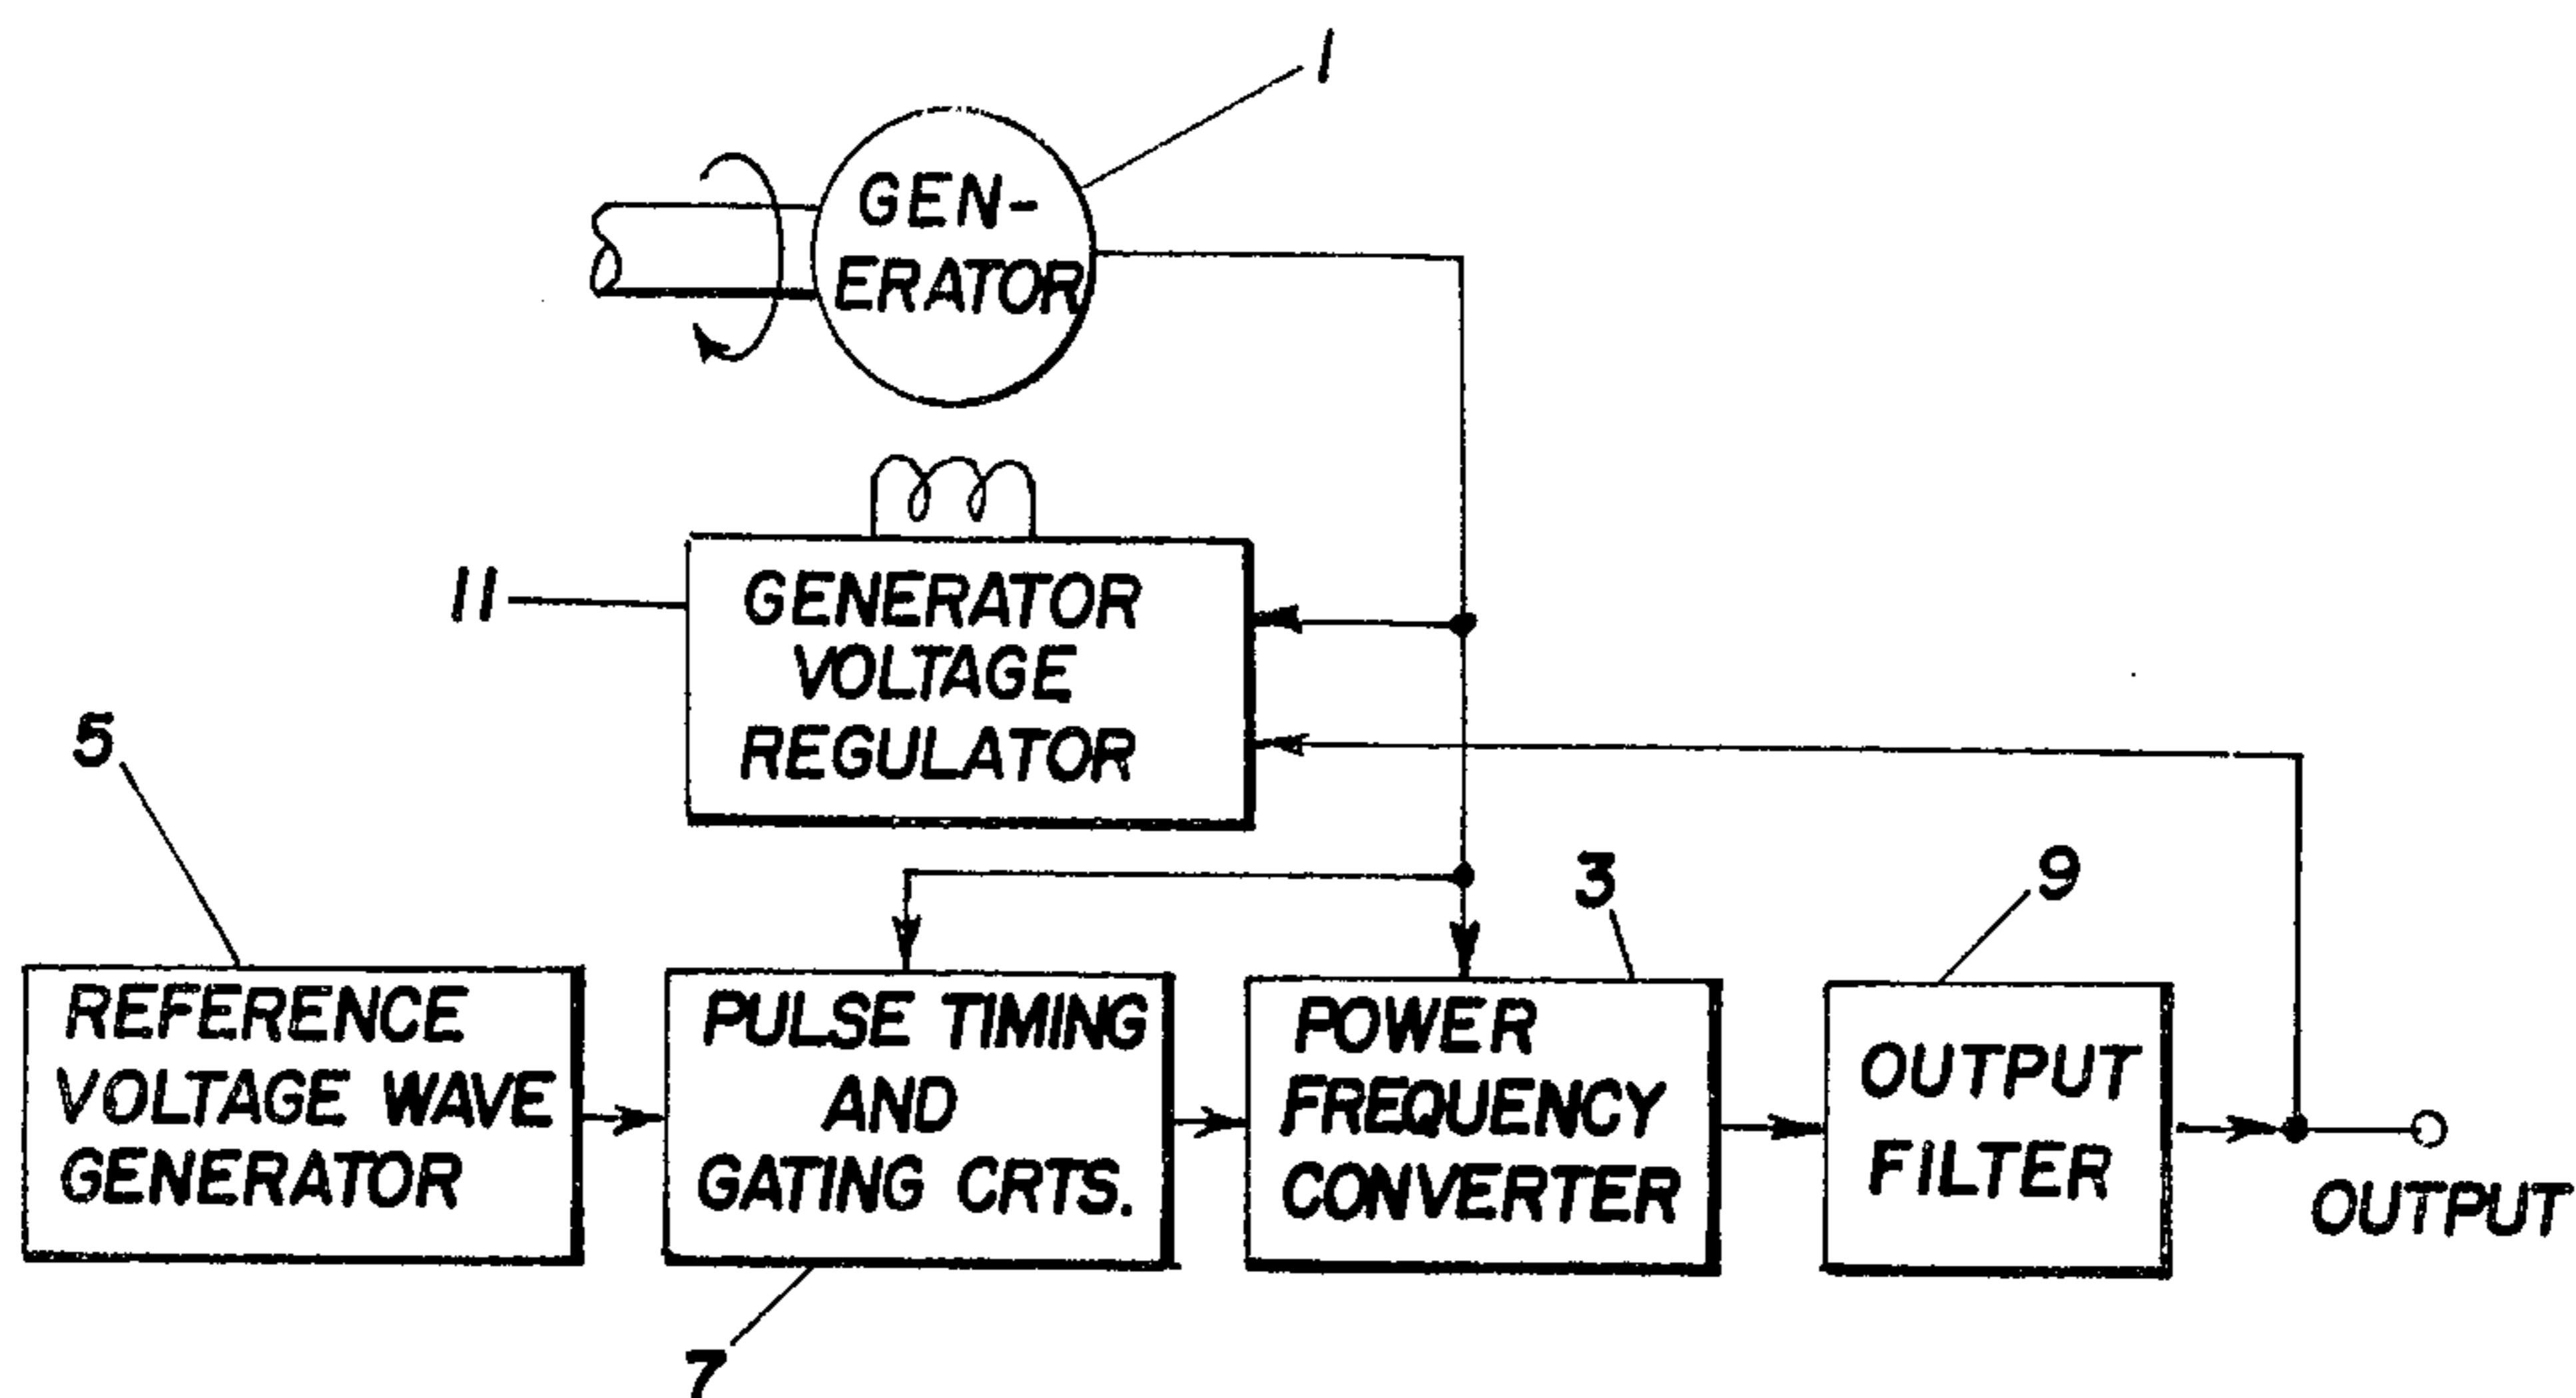 1
GEN-
ERATOR
11
GENERATOR
VOLTAGE
REGULATOR
5
3
9
REFERENCE
VOLTAGE WAVE
GENERATOR
PULSE TIMING
AND
GATING CRTS.
POWER
FREQUENCY
CONVERTER
OUTPUT
FILTER
OUTPUT
7